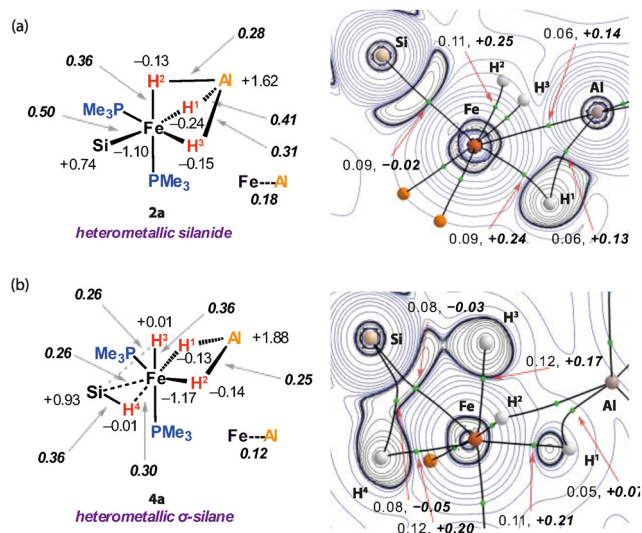 (a)
0.28
−0.13
0.36
H²
Al
+1.62
Me₃P
H¹
0.50
Fe
−0.24
0.41
H³
Si
−1.10
0.31
+0.74
−0.15
PMe₃
Fe---Al
0.18
2a
heterometallic silanide
Si
0.11, +0.25
0.06, +0.14
H²
H³
Al
Fe
0.09, −0.02
H¹
0.09, +0.24
0.06, +0.13
(b)
0.26
+0.01
0.36
H³
H¹
Al
+1.88
Me₃P
0.26
−0.13
Fe
Si
H²
0.25
+0.93
H⁴
−1.17
−0.14
−0.01
PMe₃
Fe---Al
0.12
0.36
0.30
4a
heterometallic σ-silane
0.08, −0.03
H³
Si
0.12, +0.17
H²
Al
Fe
H⁴
H¹
0.08, −0.05
0.05, +0.07
0.12, +0.20
0.11, +0.21